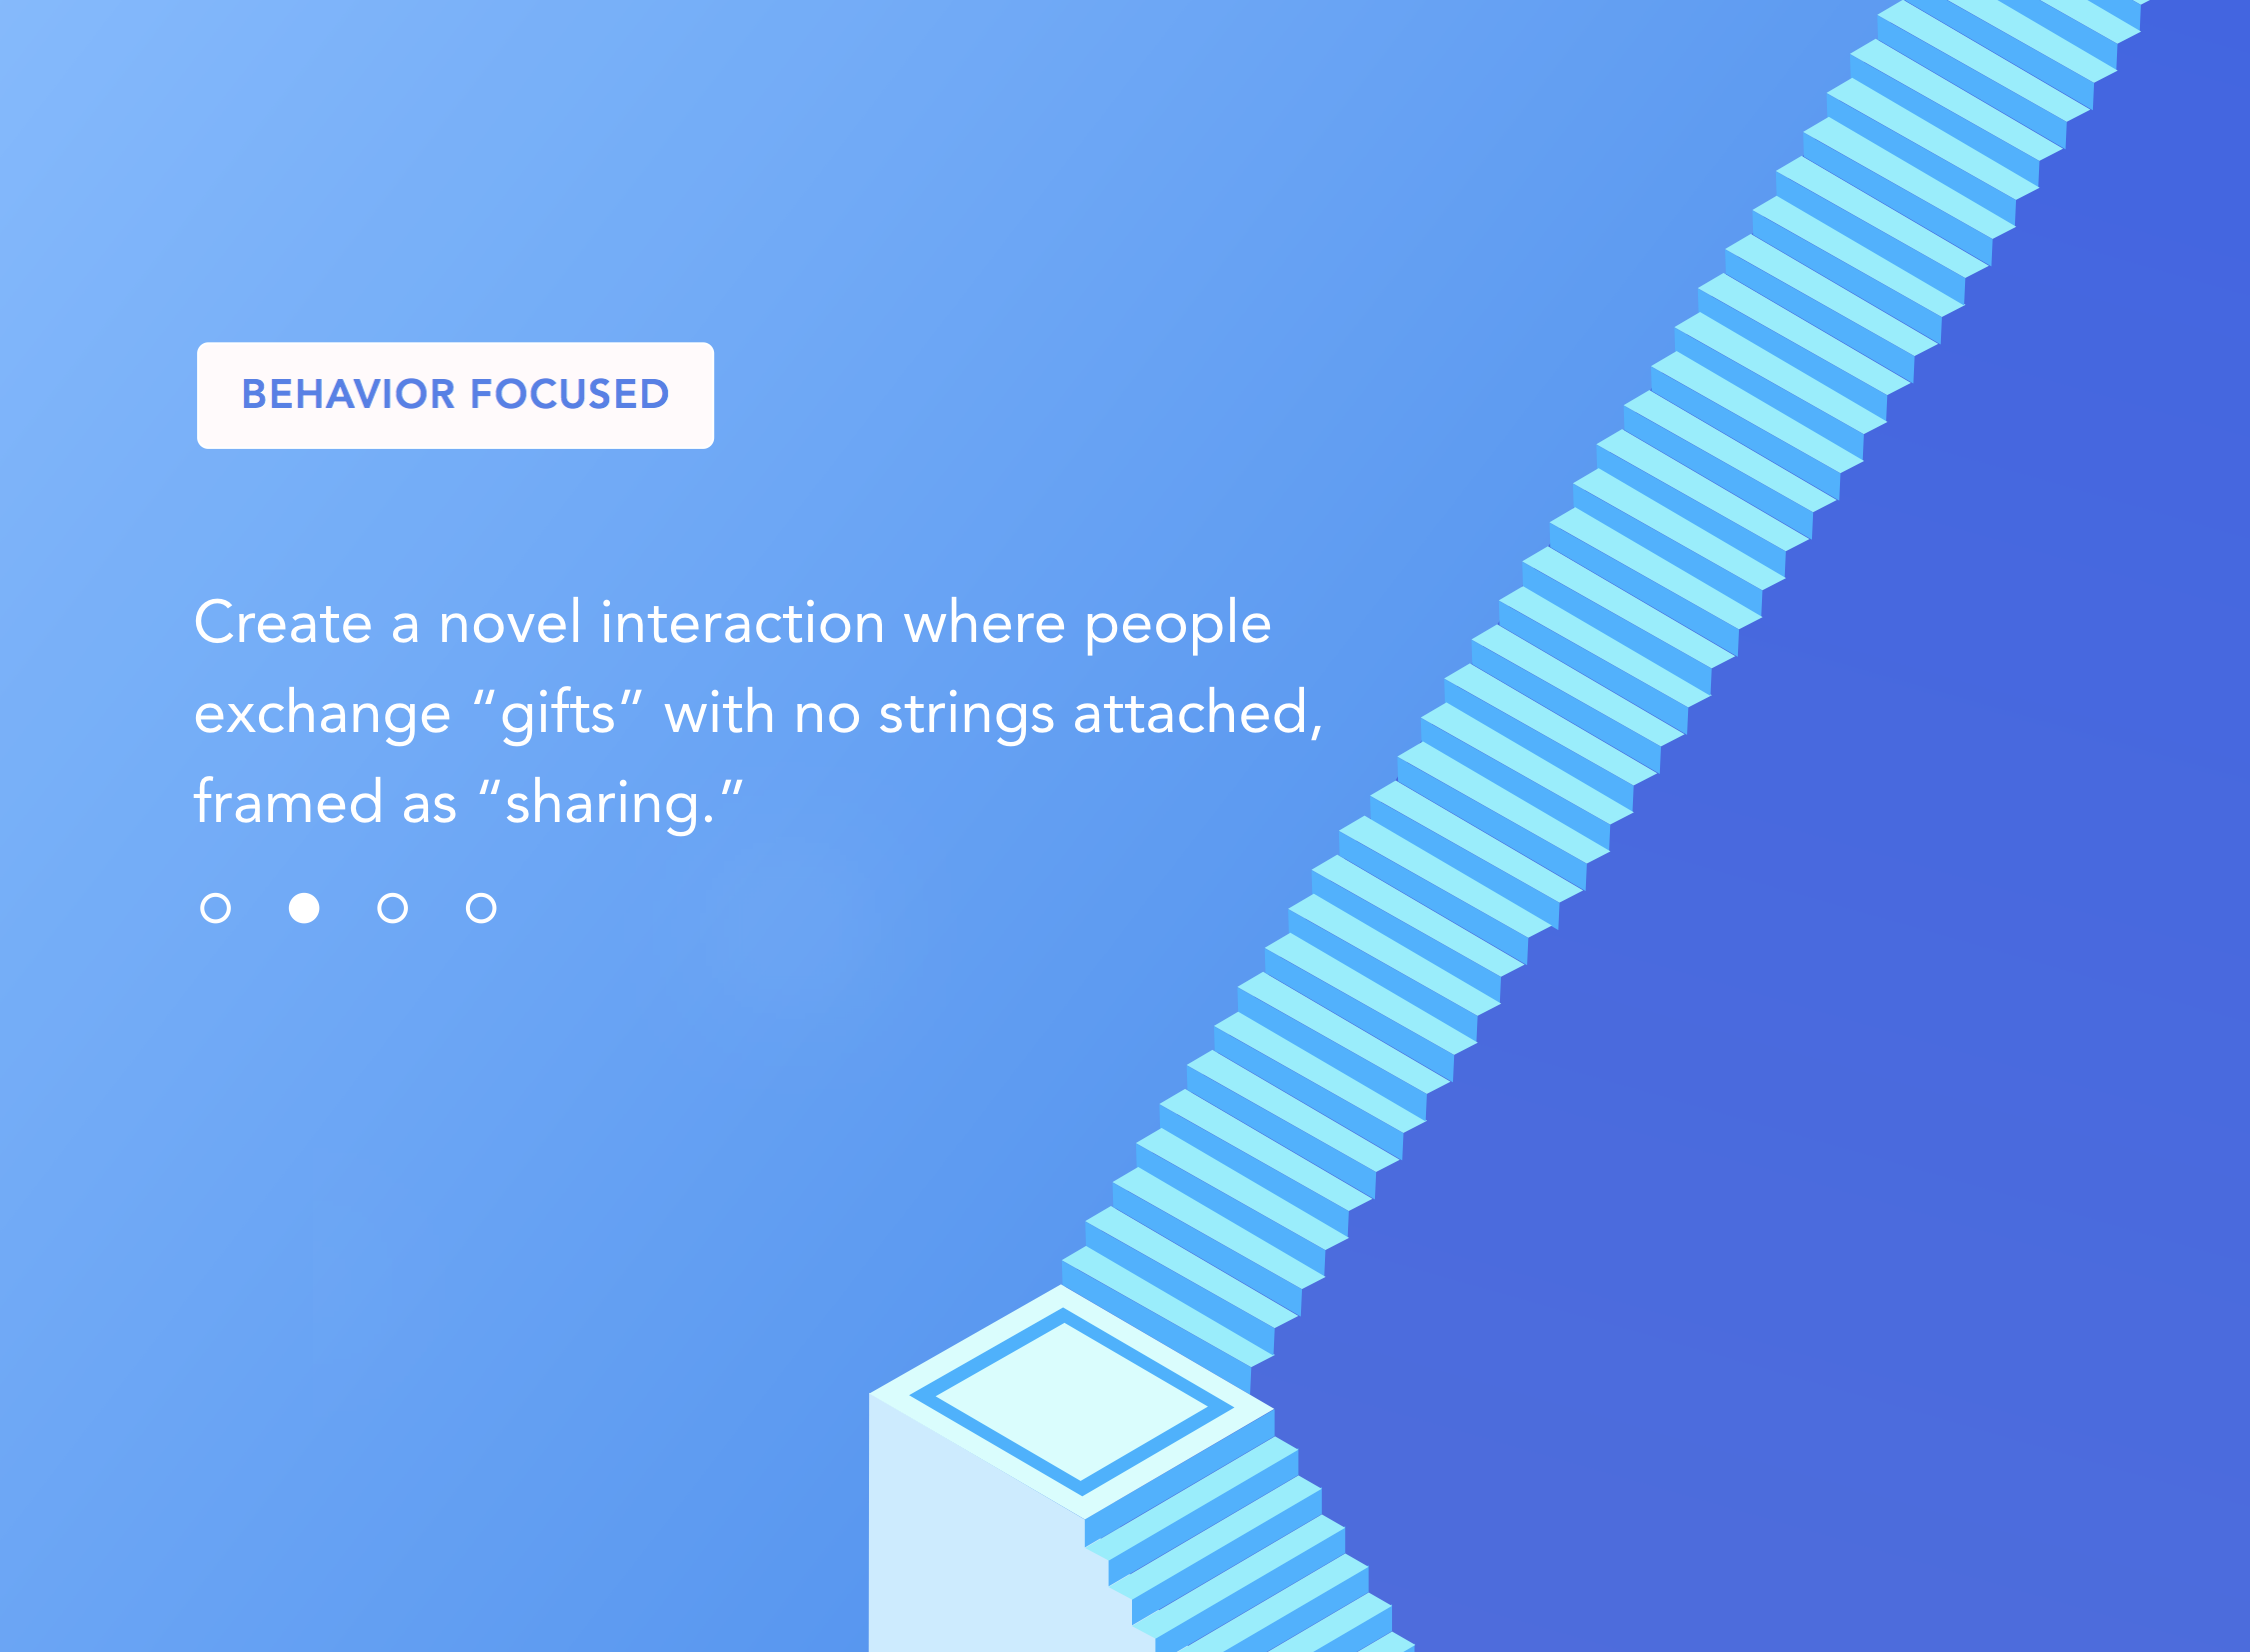 BEHAVIOR FOCUSED
Create a novel interaction where people
exchange “gifts” with no strings attached,
framed as “sharing.”